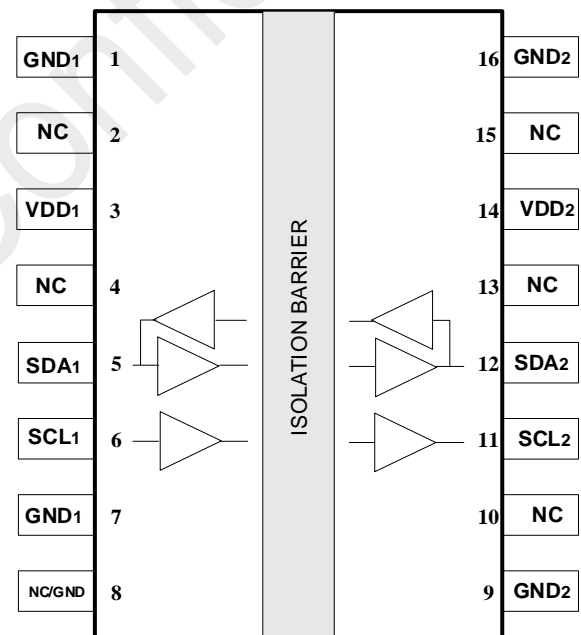 GND1 1 16 GND2
NC 2 15 NC
VDD1 3 14 VDD2
NC 4 13 NC
SDA1 5 12 SDA2
SCL1 6 11 SCL2
GND1 7 10 NC
NC/GND 8 9 GND2
ISOLATION BARRIER